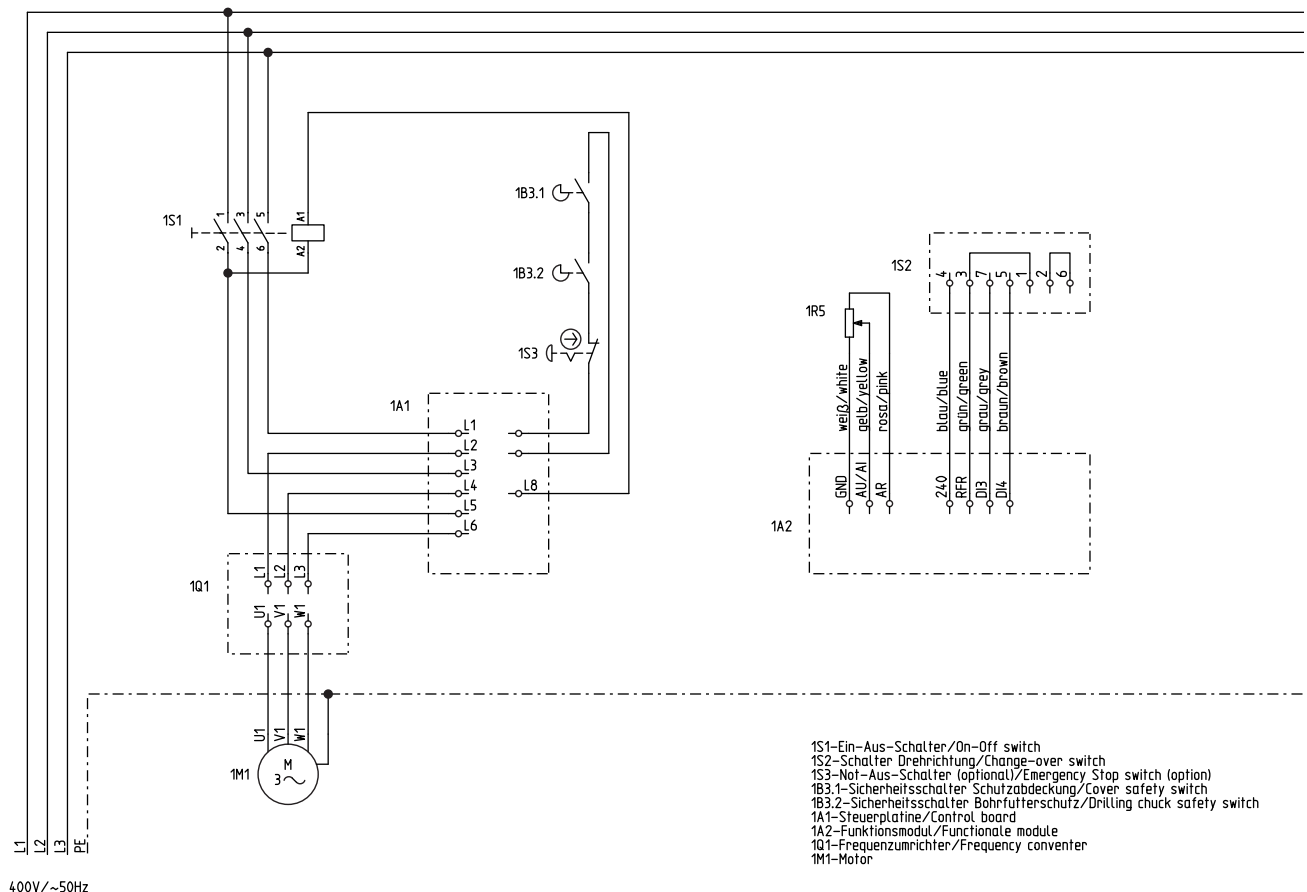 1S1
1
3
5
2
4
6
A1
A2
1B3.1
1B3.2
1S3
1A1
L1
L2
L3
L4
L5
L6
L8
1Q1
L1
L2
L3
U1
V1
W1
U1
V1
W1
1M1
M
3
1S2
4
3
7
5
1
2
6
1R5
weiß/white
gelb/yellow
rosa/pink
blau/blue
grün/green
grau/grey
braun/brown
1A2
GND
AU/AI
AR
240
RFR
DI3
DI4
L1
L2
L3
PE
400V/~50Hz
1S1-Ein-Aus-Schalter/On-Off switch
1S2-Schalter Drehrichtung/Change-over switch
1S3-Not-Aus-Schalter (optional)/Emergency Stop switch (option)
1B3.1-Sicherheitsschalter Schutzabdeckung/Cover safety switch
1B3.2-Sicherheitsschalter Bohrfutterschutz/Drilling chuck safety switch
1A1-Steuerplatine/Control board
1A2-Funktionsmodul/Functionale module
1Q1-Frequenzumrichter/Frequency conventer
1M1-Motor